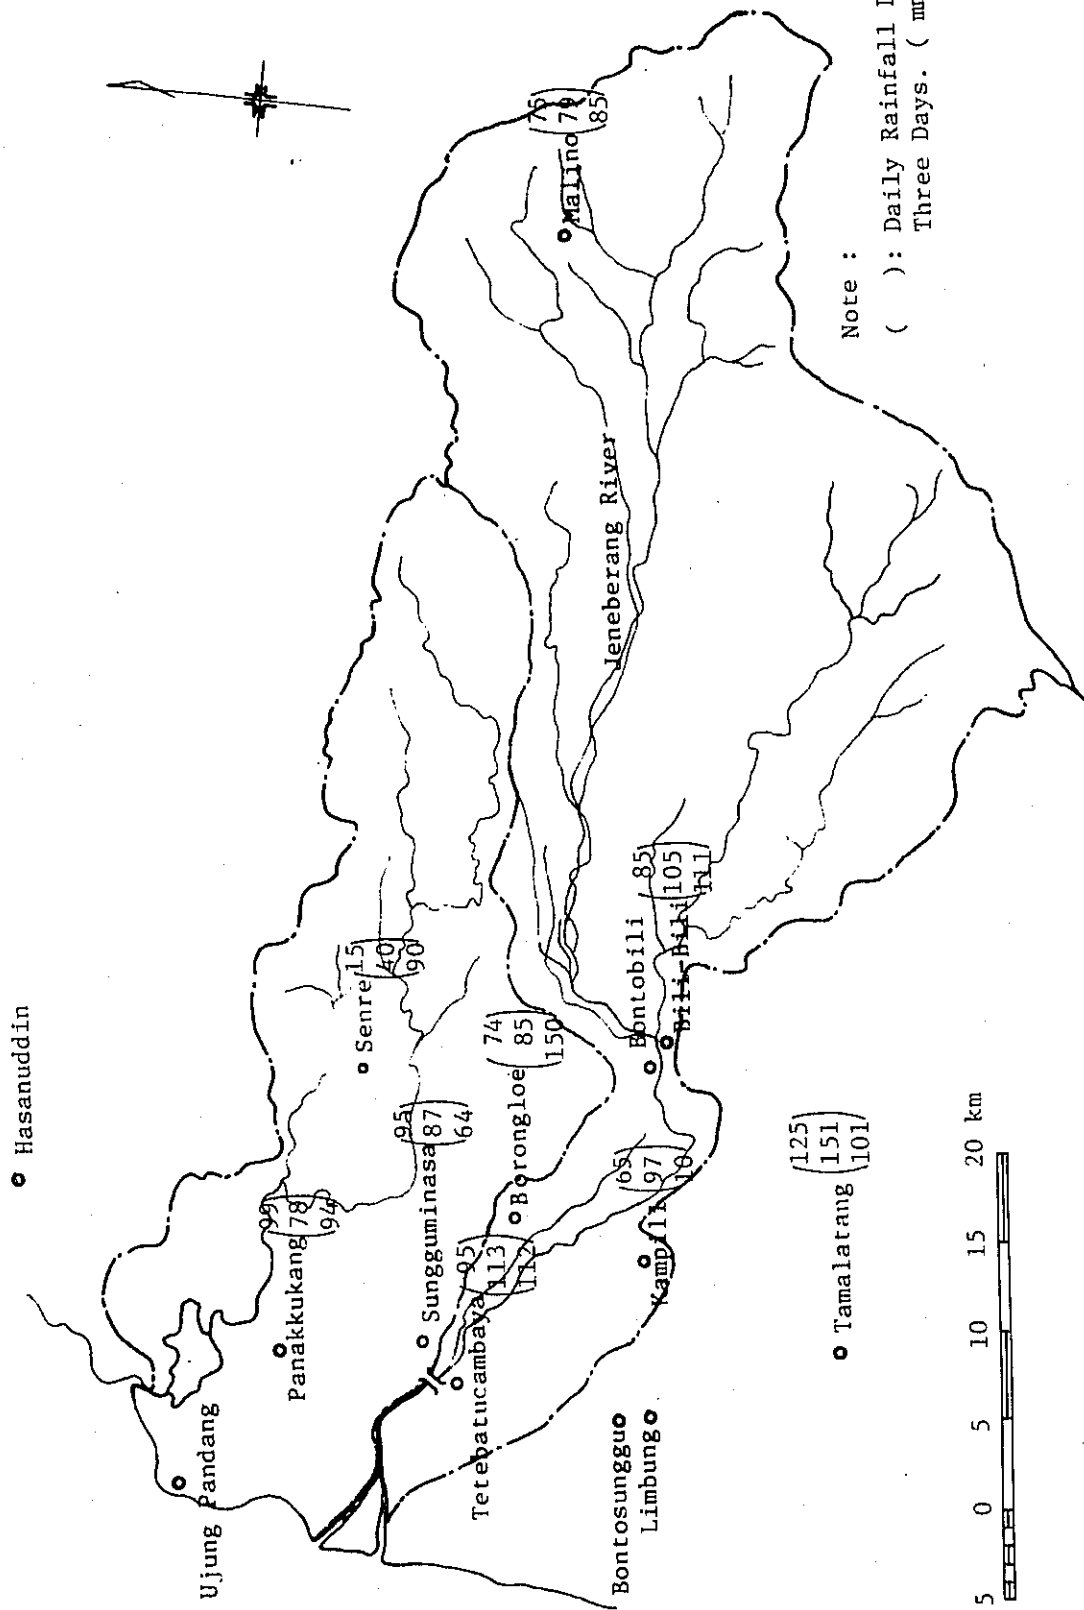 Hasanuddin
Ujung Pandang
Panakkukang
99
78
94
Senre
15
40
90
Sungguminasa
95
87
64
Borongloe
74
85
150
Tetebatucambaya
95
113
112
Kampili
65
97
10
Bontobili
Bili-Bili
85
105
111
Malino
75
79
85
Jeneberang River
Bontosunggu
Limbung
Tamalatang
125
151
101
Note :
( ): Daily Rainfall
Three Days. (
5 0 5 10 15 20 km